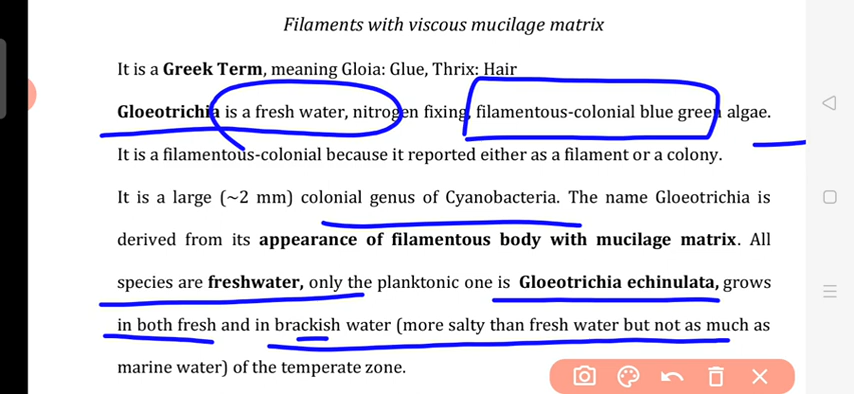 Filaments with viscous mucilage matrix
It is a Greek Term, meaning Gloia: Glue, Thrix: Hair
Gloeotrichia is a fresh water, nitrogen fixing, filamentous-colonial blue green algae.
It is a filamentous-colonial because it reported either as a filament or a colony.
It is a large (~2 mm) colonial genus of Cyanobacteria. The name Gloeotrichia is
derived from its appearance of filamentous body with mucilage matrix. All
species are freshwater, only the planktonic one is Gloeotrichia echinulata, grows
in both fresh and in brackish water (more salty than fresh water but not as much as
marine water) of the temperate zone.